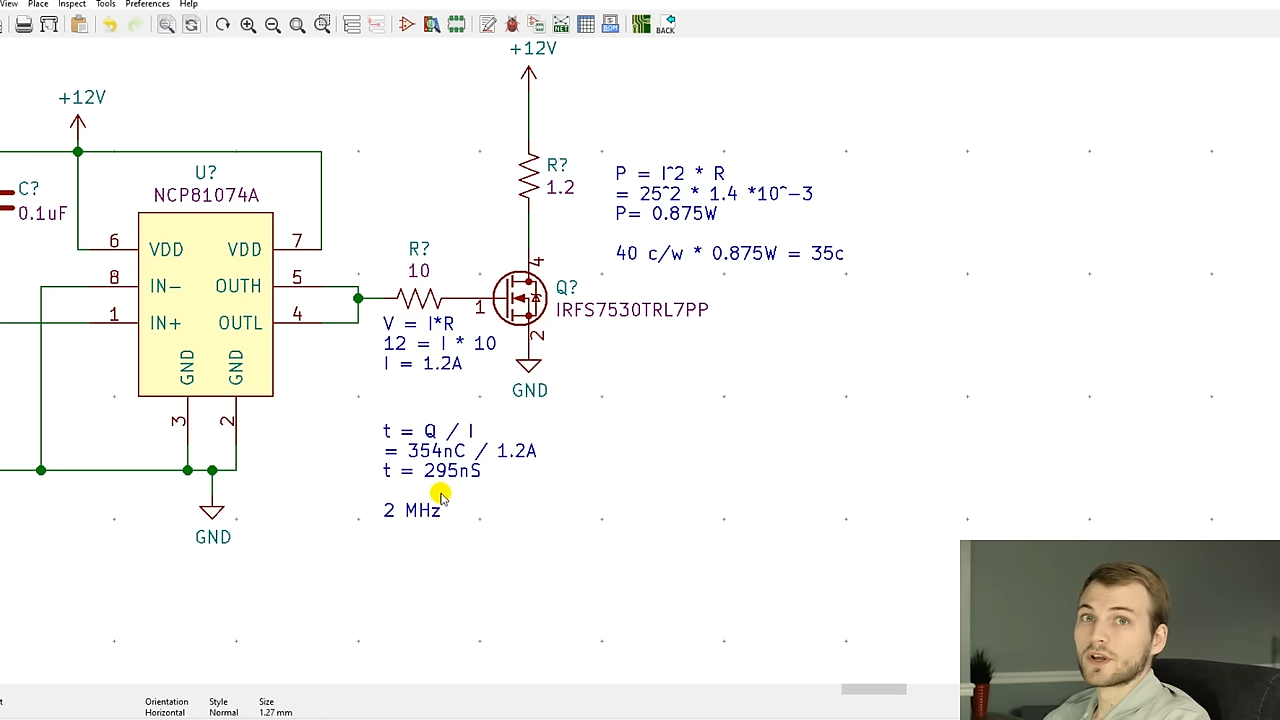 View Place Inspect Tools Preferences Help
NET
BOM
BACK
+12V
+12V
C?
0.1uF
U?
NCP81074A
6 VDD VDD 7
8 IN- OUTH 5
1 IN+ OUTL 4
GND GND
3 2
GND
R?
10
V = I*R
12 = I * 10
I = 1.2A
t = Q / I
= 354nC / 1.2A
t = 295nS
2 MHz
R?
1.2
4
1
Q?
IRFS7530TRL7PP
2
GND
P = I^2 * R
= 25^2 * 1.4 *10^-3
P= 0.875W
40 c/w * 0.875W = 35c
Orientation Style Size
Horizontal Normal 1.27 mm